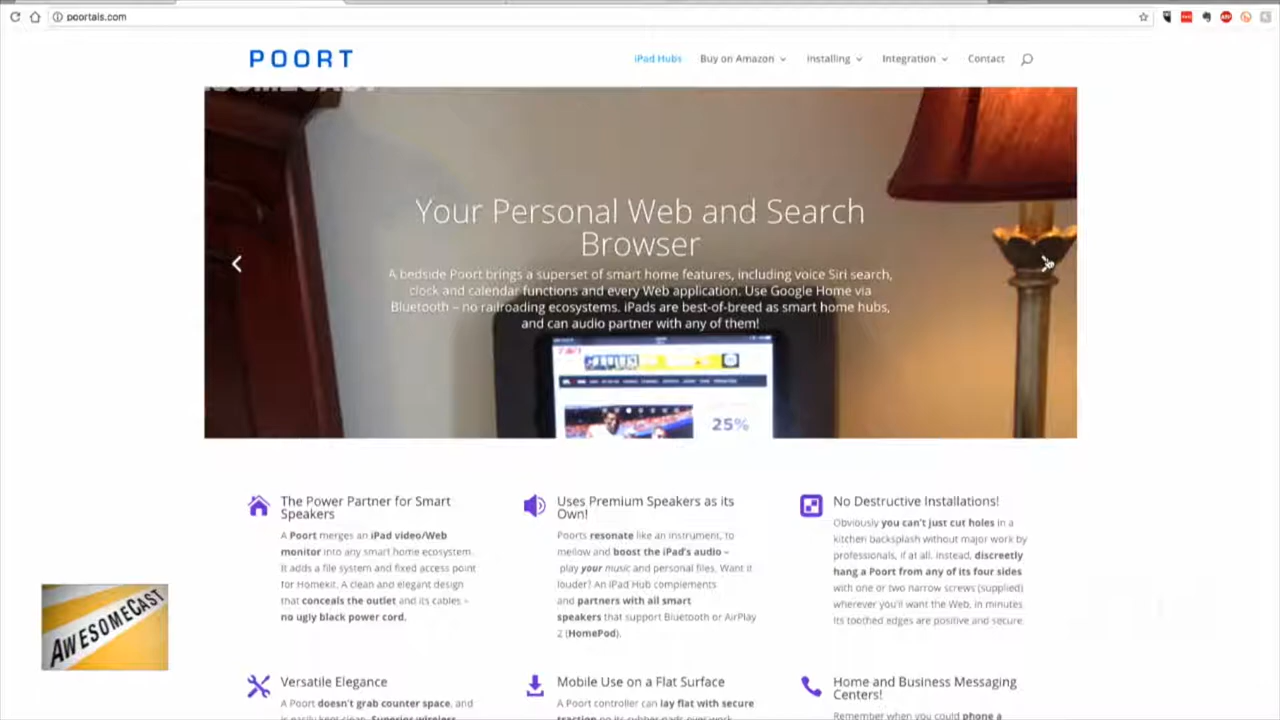 poortals.com
POORT
iPad Hubs Buy on Amazon Installing Integration Contact
Your Personal Web and Search
Browser
A bedside Poort brings a superset of smart home features, including voice Siri search,
clock and calendar functions and every Web application. Use Google Home via
Bluetooth – no railroading ecosystems. iPads are best-of-breed as smart home hubs,
and can audio partner with any of them!
25%
The Power Partner for Smart
Speakers
A Poort merges an iPad video/Web
monitor into any smart home ecosystem.
It adds a file system and fixed access point
for Homekit. A clean and elegant design
that conceals the outlet and its cables –
no ugly black power cord.
Uses Premium Speakers as its
Own!
Poorts resonate like an instrument, to
mellow and boost the iPad's audio –
play your music and personal files. Want it
louder? An iPad Hub complements
and partners with all smart
speakers that support Bluetooth or AirPlay
2 (HomePod).
No Destructive Installations!
Obviously you can't just cut holes in a
kitchen backsplash without major work by
professionals, if at all. Instead, discreetly
hang a Poort from any of its four sides
with one or two narrow screws (supplied)
wherever you'll want the Web, in minutes.
Its toothed edges are positive and secure.
AWESOMECAST
Versatile Elegance
A Poort doesn't grab counter space, and
Mobile Use on a Flat Surface
A Poort controller can lay flat with secure
Home and Business Messaging
Centers!
Remember when you could phone a